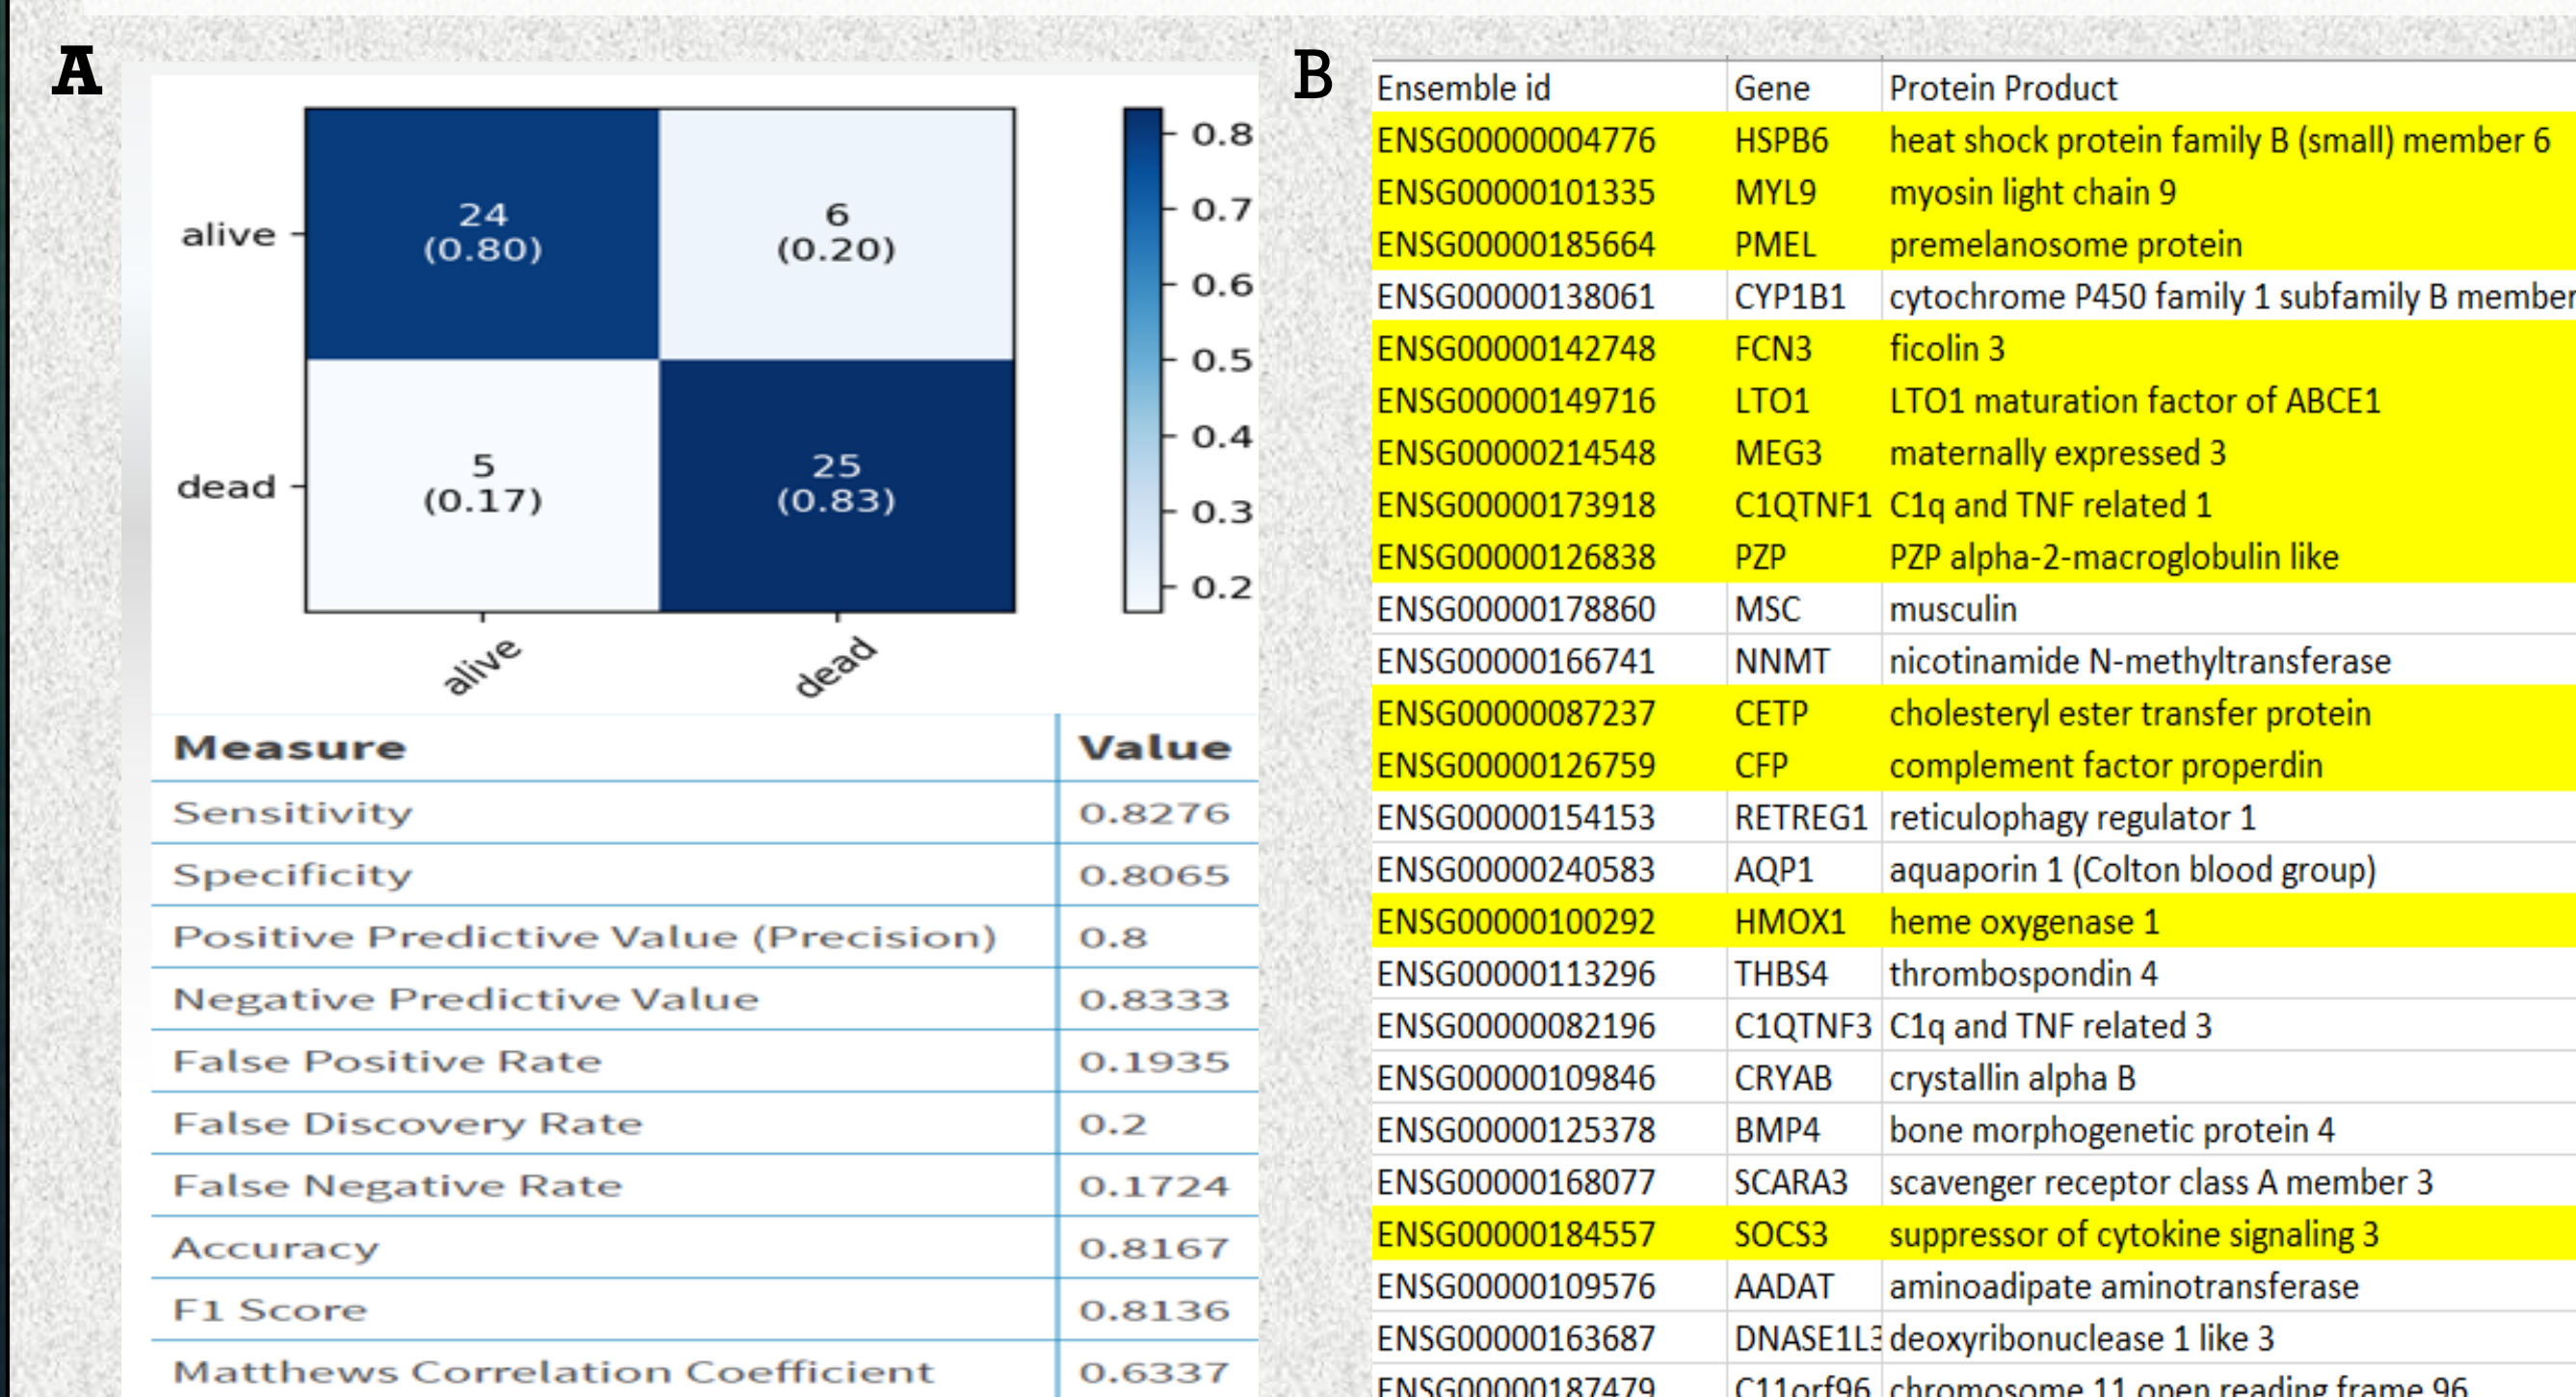 A
alive
24
(0.80)
6
(0.20)
dead
5
(0.17)
25
(0.83)
alive
dead
0.8
0.7
0.6
0.5
0.4
0.3
0.2
Measure Value
Sensitivity 0.8276
Specificity 0.8065
Positive Predictive Value (Precision) 0.8
Negative Predictive Value 0.8333
False Positive Rate 0.1935
False Discovery Rate 0.2
False Negative Rate 0.1724
Accuracy 0.8167
F1 Score 0.8136
Matthews Correlation Coefficient 0.6337
B
Ensemble id Gene Protein Product
ENSG00000004776 HSPB6 heat shock protein family B (small) member 6
ENSG00000101335 MYL9 myosin light chain 9
ENSG00000185664 PMEL premelanosome protein
ENSG00000138061 CYP1B1 cytochrome P450 family 1 subfamily B member
ENSG00000142748 FCN3 ficolin 3
ENSG00000149716 LTO1 LTO1 maturation factor of ABCE1
ENSG00000214548 MEG3 maternally expressed 3
ENSG00000173918 C1QTNF1 C1q and TNF related 1
ENSG00000126838 PZP PZP alpha-2-macroglobulin like
ENSG00000178860 MSC musculin
ENSG00000166741 NNMT nicotinamide N-methyltransferase
ENSG00000087237 CETP cholesteryl ester transfer protein
ENSG00000126759 CFP complement factor properdin
ENSG00000154153 RETREG1 reticulophagy regulator 1
ENSG00000240583 AQP1 aquaporin 1 (Colton blood group)
ENSG00000100292 HMOX1 heme oxygenase 1
ENSG00000113296 THBS4 thrombospondin 4
ENSG00000082196 C1QTNF3 C1q and TNF related 3
ENSG00000109846 CRYAB crystallin alpha B
ENSG00000125378 BMP4 bone morphogenetic protein 4
ENSG00000168077 SCARA3 scavenger receptor class A member 3
ENSG00000184557 SOCS3 suppressor of cytokine signaling 3
ENSG00000109576 AADAT aminoadipate aminotransferase
ENSG00000163687 DNASE1L3 deoxyribonuclease 1 like 3
ENSG00000187479 C11orf96 chromosome 11 open reading frame 96